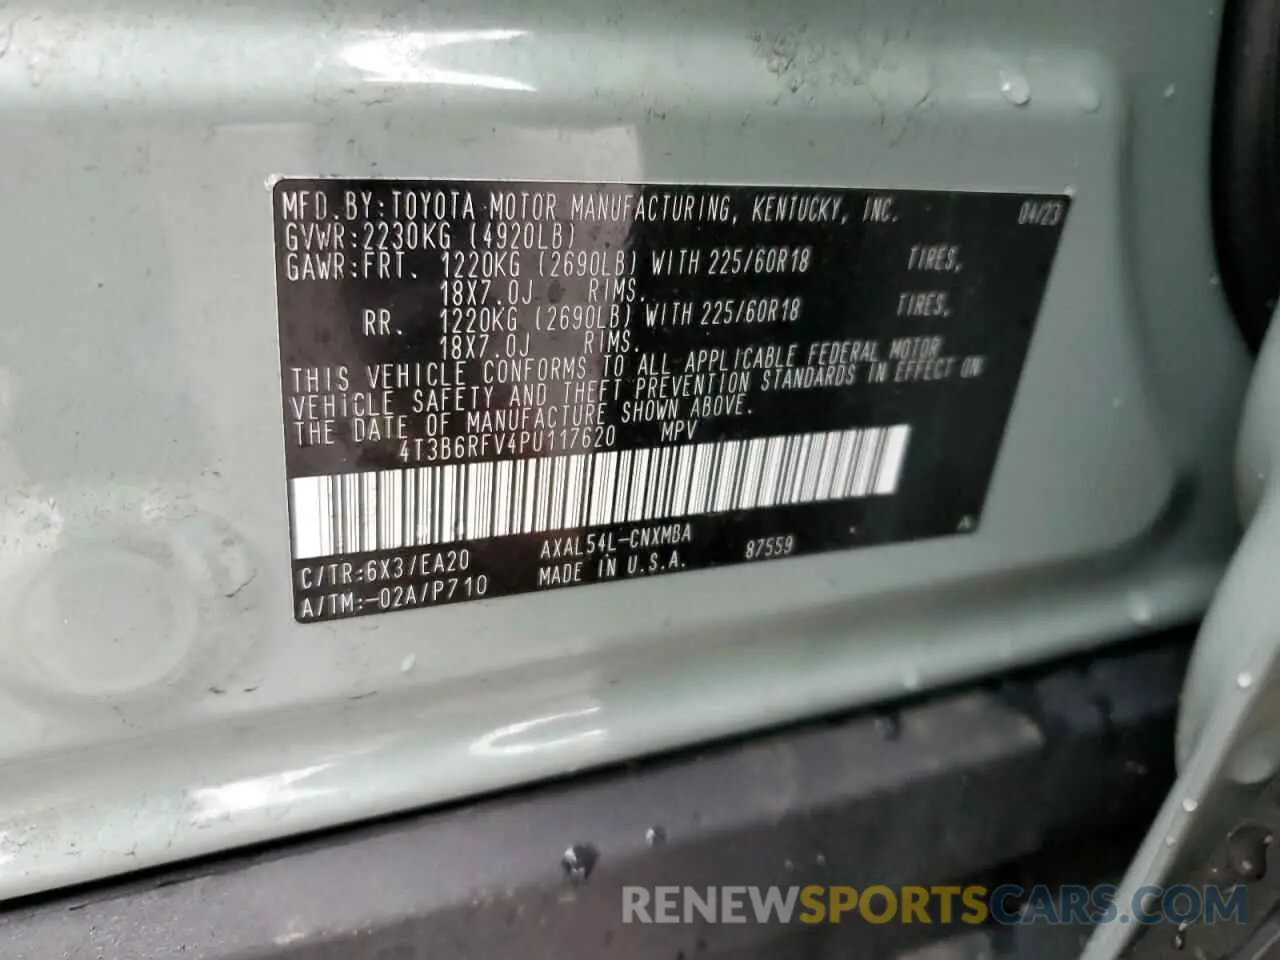 MFD.BY:TOYOTA MOTOR MANUFACTURING, KENTUCKY, INC. 04/23
GVWR:2230KG (4920LB)
GAWR:FRT. 1220KG (2690LB) WITH 225/60R18 TIRES,
18X7.0J RIMS.
RR. 1220KG (2690LB) WITH 225/60R18 TIRES,
18X7.0J RIMS.
THIS VEHICLE CONFORMS TO ALL APPLICABLE FEDERAL MOTOR
VEHICLE SAFETY AND THEFT PREVENTION STANDARDS IN EFFECT ON
THE DATE OF MANUFACTURE SHOWN ABOVE.
4T3B6RFV4PU117620 MPV
C/TR:6X3/EA20 AXAL54L-CNXMBA 87559
A/TM:-02A/P710 MADE IN U.S.A.
RENEWSPORTSCARS.COM